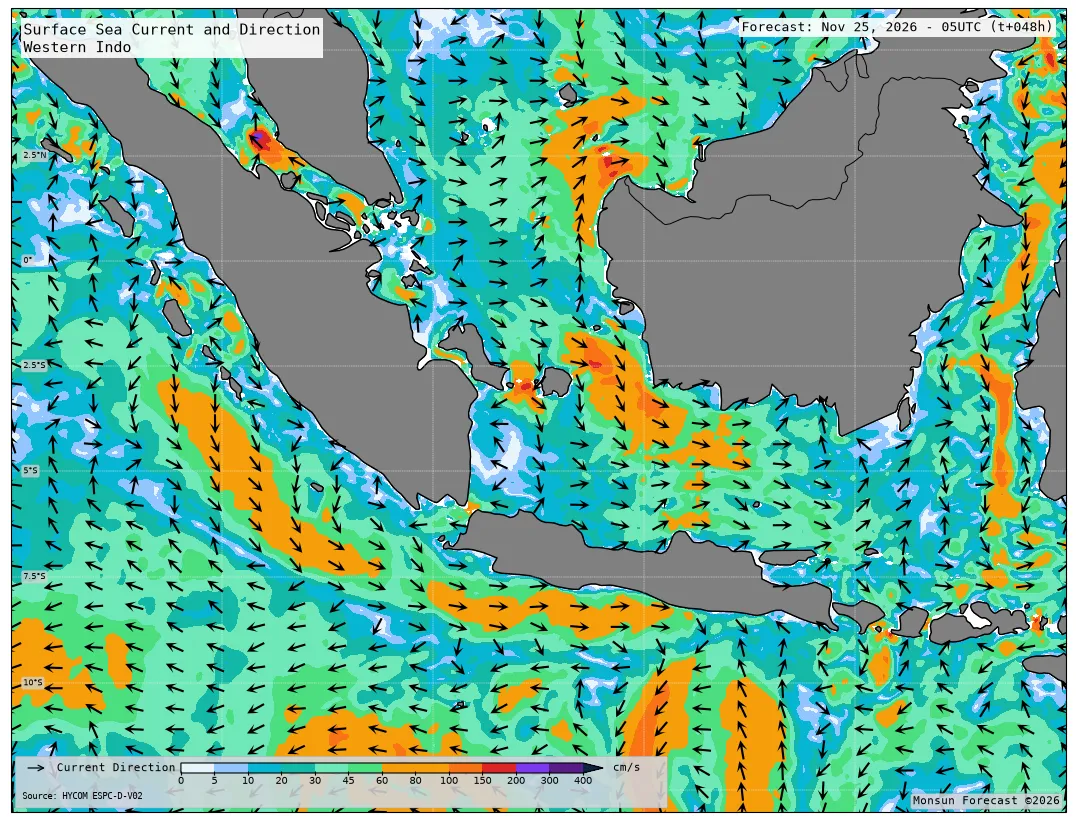 Surface Sea Current and Direction
Western Indo
Forecast: Nov 25, 2026 - 05UTC (t+048h)
2.5°N
0°
2.5°S
5°S
7.5°S
10°S
Current Direction
0 5 10 20 30 45 60 80 100 150 200 300 400 cm/s
Source: HYCOM ESPC-D-V02
Monsun Forecast ©2026